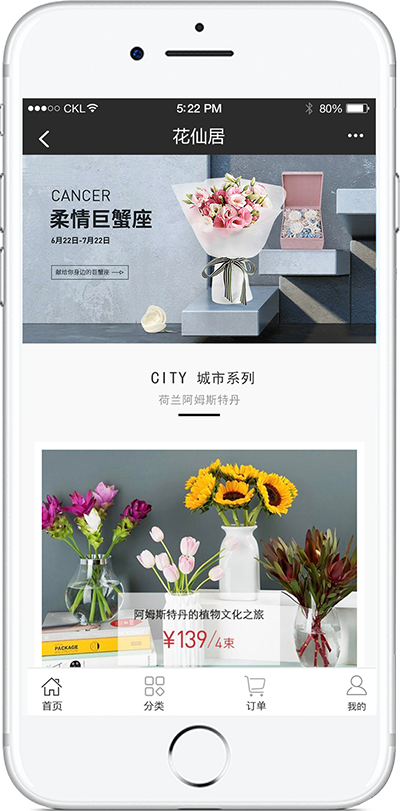 CKL 5:22 PM 80%
花仙居
CANCER
柔情巨蟹座
6月22日-7月22日
献给你身边的巨蟹座
CITY 城市系列
荷兰阿姆斯特丹
阿姆斯特丹的植物文化之旅
¥139/4束
首页 分类 订单 我的